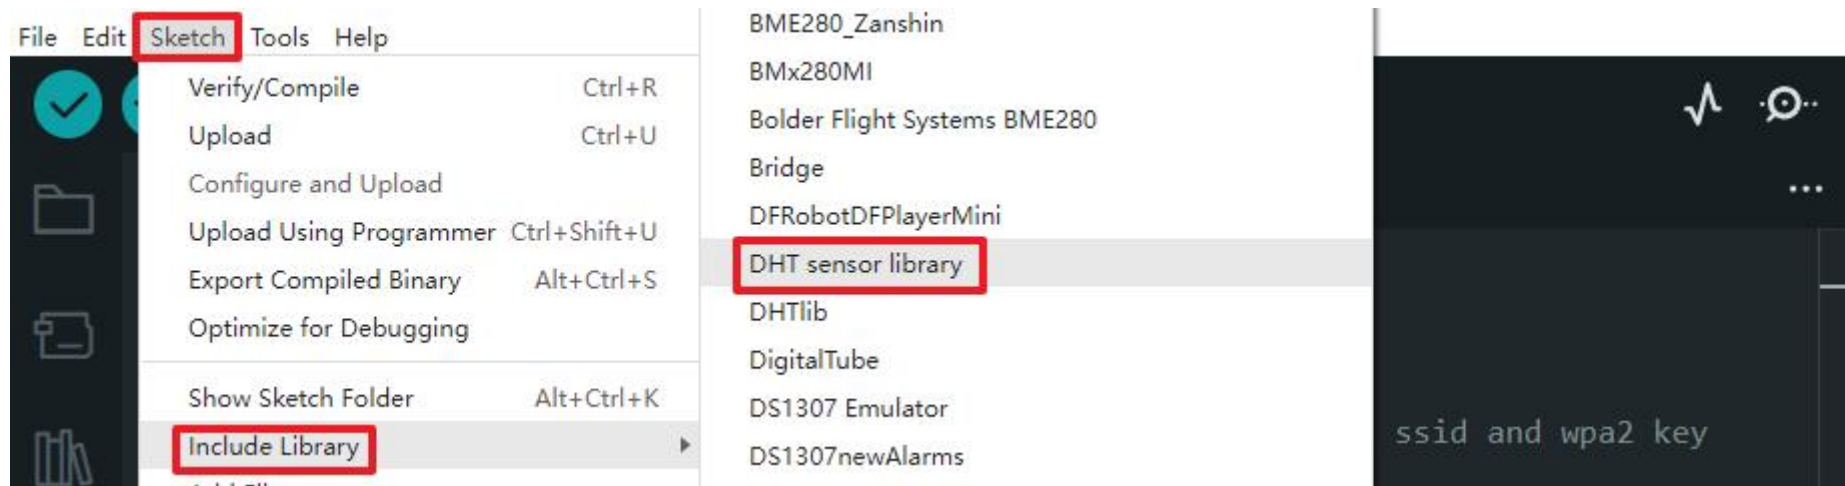 File Edit Sketch Tools Help
Verify/Compile Ctrl+R
Upload Ctrl+U
Configure and Upload
Upload Using Programmer Ctrl+Shift+U
Export Compiled Binary Alt+Ctrl+S
Optimize for Debugging
Show Sketch Folder Alt+Ctrl+K
Include Library
BME280_Zanshin
BMx280MI
Bolder Flight Systems BME280
Bridge
DFRobotDFPlayerMini
DHT sensor library
DHTlib
DigitalTube
DS1307 Emulator
DS1307newAlarms
ssid and wpa2 key